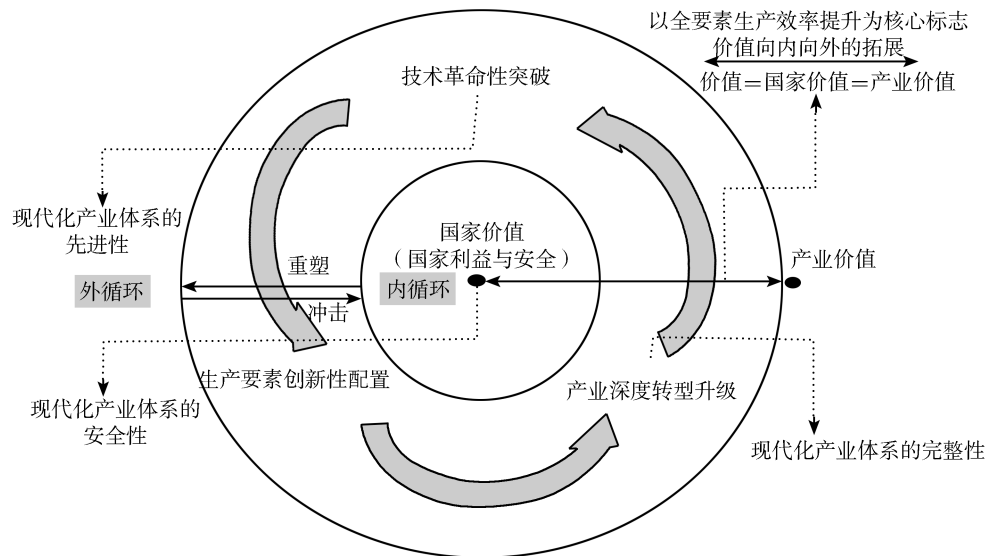 以全要素生产效率提升为核心标志
价值向内向外的拓展
价值=国家价值=产业价值
技术革命性突破
现代化产业体系的
先进性
国家价值
（国家利益与安全）
产业价值
重塑
外循环
内循环
冲击
生产要素创新性配置
产业深度转型升级
现代化产业体系的
安全性
现代化产业体系的完整性